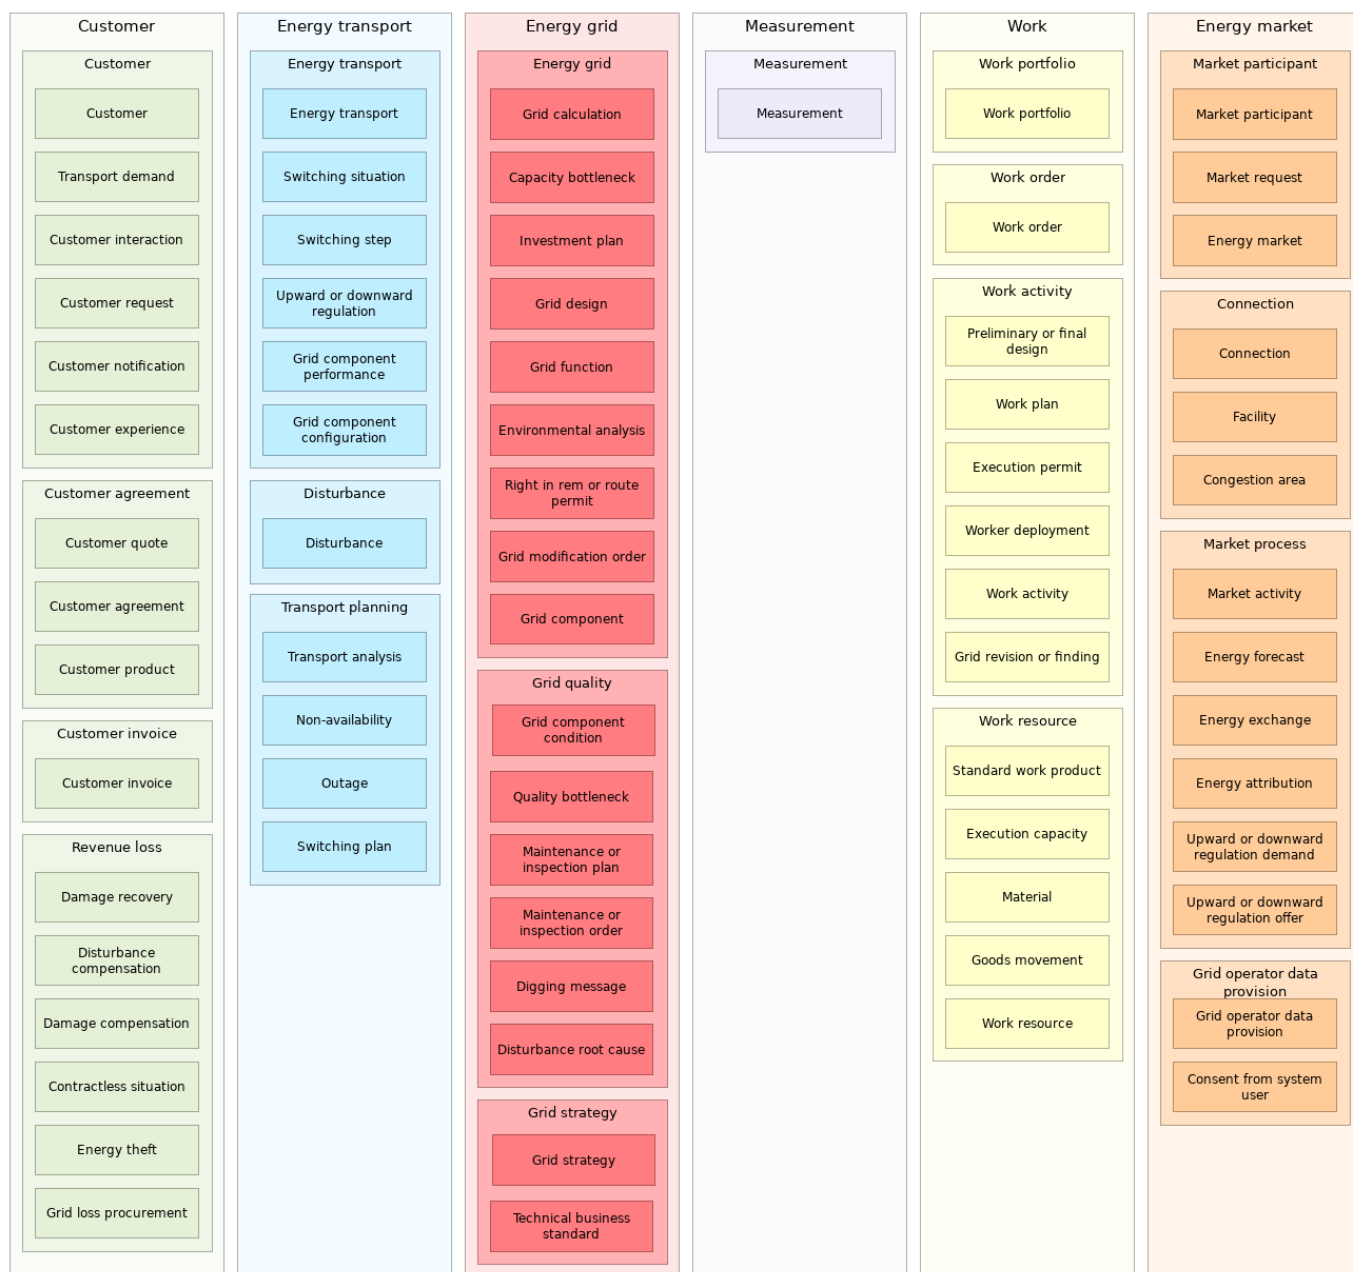 Customer
Customer
Customer
Transport demand
Customer interaction
Customer request
Customer notification
Customer experience
Customer agreement
Customer quote
Customer agreement
Customer product
Customer invoice
Customer invoice
Revenue loss
Damage recovery
Disturbance
compensation
Damage compensation
Contractless situation
Energy theft
Grid loss procurement
Energy transport
Energy transport
Energy transport
Switching situation
Switching step
Upward or downward
regulation
Grid component
performance
Grid component
configuration
Disturbance
Disturbance
Transport planning
Transport analysis
Non-availability
Outage
Switching plan
Energy grid
Energy grid
Grid calculation
Capacity bottleneck
Investment plan
Grid design
Grid function
Environmental analysis
Right in rem or route
permit
Grid modification order
Grid component
Grid quality
Grid component
condition
Quality bottleneck
Maintenance or
inspection plan
Maintenance or
inspection order
Digging message
Disturbance root cause
Grid strategy
Grid strategy
Technical business
standard
Measurement
Measurement
Measurement
Work
Work portfolio
Work portfolio
Work order
Work order
Work activity
Preliminary or final
design
Work plan
Execution permit
Worker deployment
Work activity
Grid revision or finding
Work resource
Standard work product
Execution capacity
Material
Goods movement
Work resource
Energy market
Market participant
Market participant
Market request
Energy market
Connection
Connection
Facility
Congestion area
Market process
Market activity
Energy forecast
Energy exchange
Energy attribution
Upward or downward
regulation demand
Upward or downward
regulation offer
Grid operator data
provision
Grid operator data
provision
Consent from system
user